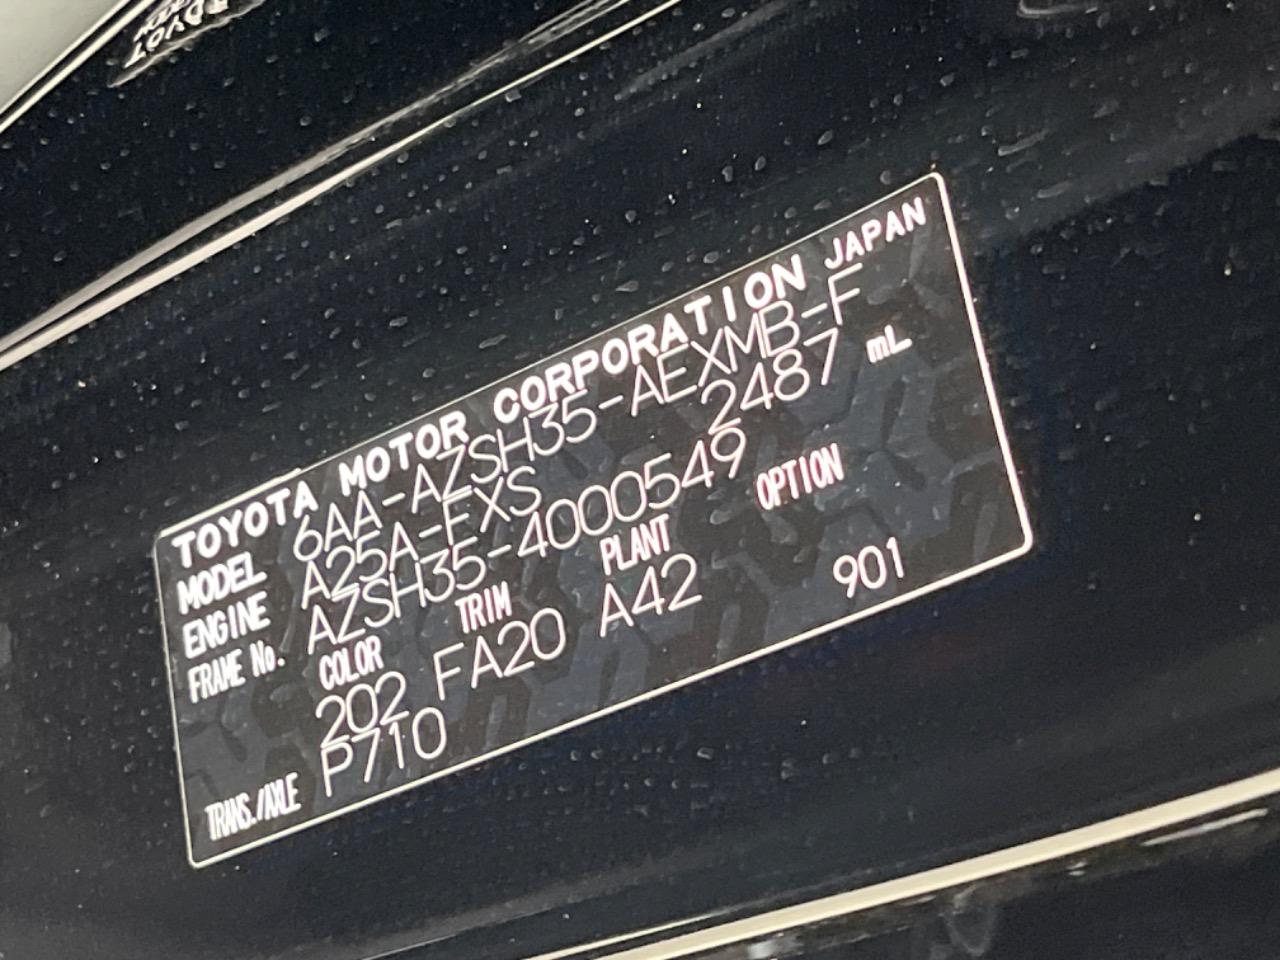 TOYOTA MOTOR CORPORATION JAPAN
MODEL 6AA-AZSH35-AEXMB-F
ENGINE A25A-FXS 2487 mL
FRAME No. AZSH35-4000549
COLOR TRIM PLANT OPTION
202 FA20 A42 901
TRANS./AXLE P710